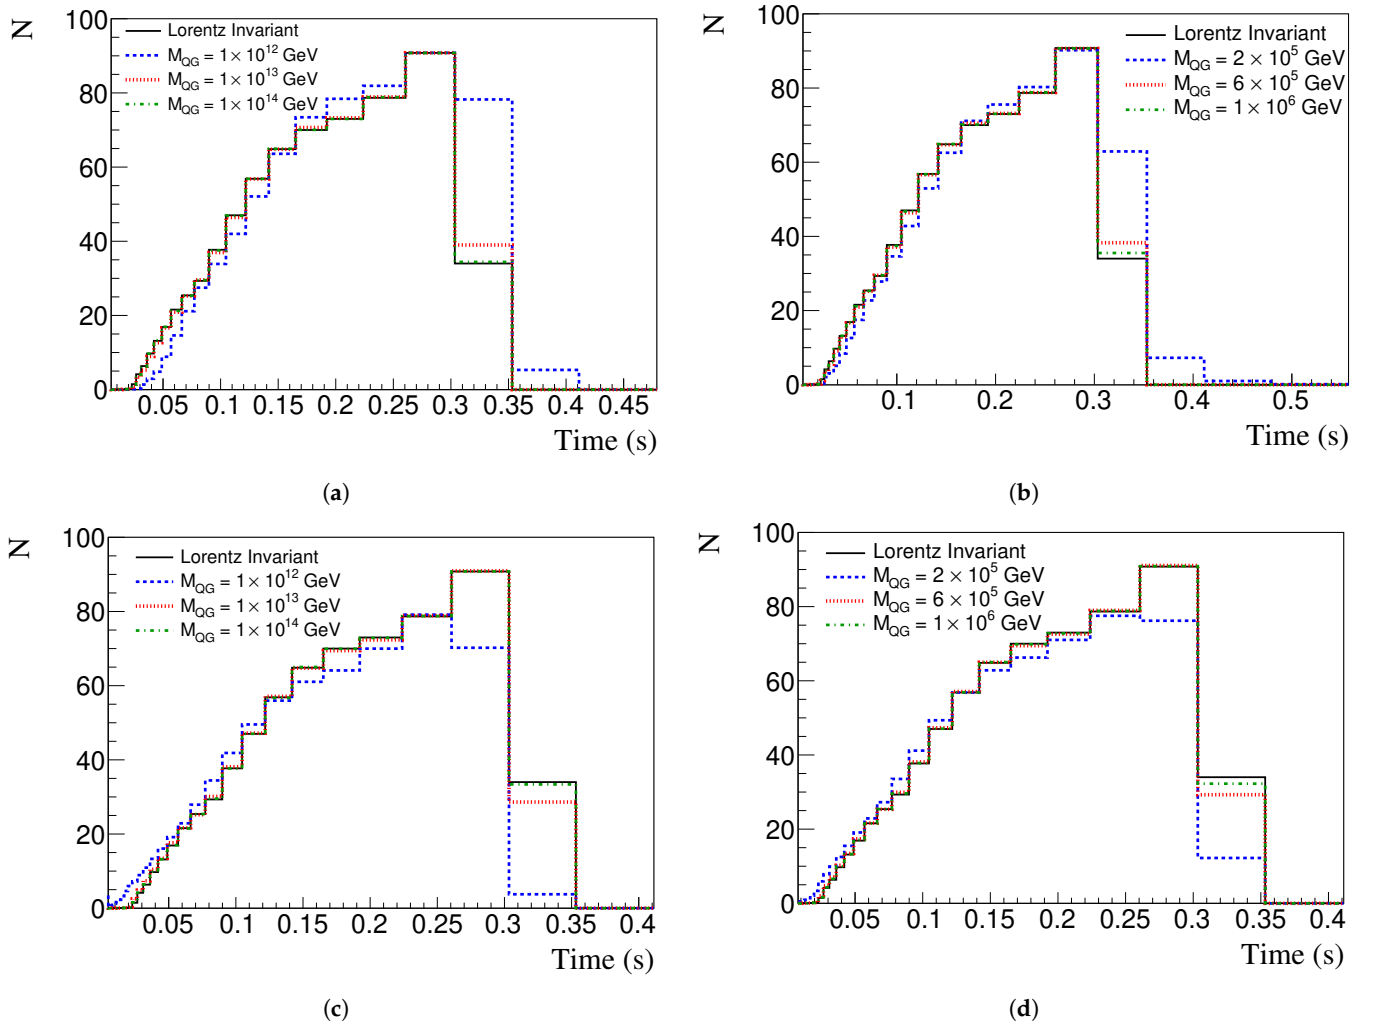 N
100
80
60
40
20
0
Lorentz Invariant
M_QG = 1 × 10^12 GeV
M_QG = 1 × 10^13 GeV
M_QG = 1 × 10^14 GeV
0.05 0.1 0.15 0.2 0.25 0.3 0.35 0.4 0.45
Time (s)
(a)
N
100
80
60
40
20
0
Lorentz Invariant
M_QG = 2 × 10^5 GeV
M_QG = 6 × 10^5 GeV
M_QG = 1 × 10^6 GeV
0.1 0.2 0.3 0.4 0.5
Time (s)
(b)
N
100
80
60
40
20
0
Lorentz Invariant
M_QG = 1 × 10^12 GeV
M_QG = 1 × 10^13 GeV
M_QG = 1 × 10^14 GeV
0.05 0.1 0.15 0.2 0.25 0.3 0.35 0.4
Time (s)
(c)
N
100
80
60
40
20
0
Lorentz Invariant
M_QG = 2 × 10^5 GeV
M_QG = 6 × 10^5 GeV
M_QG = 1 × 10^6 GeV
0.05 0.1 0.15 0.2 0.25 0.3 0.35 0.4
Time (s)
(d)